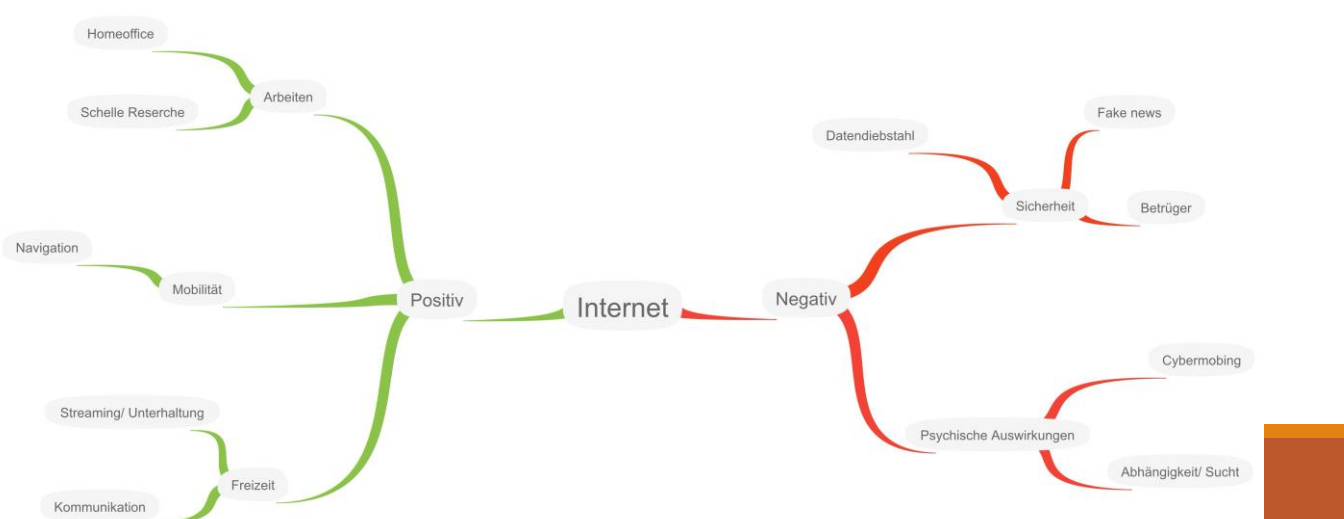 Homeoffice
Schelle Reserche
Arbeiten
Navigation
Mobilität
Streaming/ Unterhaltung
Kommunikation
Freizeit
Positiv
Internet
Negativ
Datendiebstahl
Fake news
Sicherheit
Betrüger
Cybermobing
Psychische Auswirkungen
Abhängigkeit/ Sucht